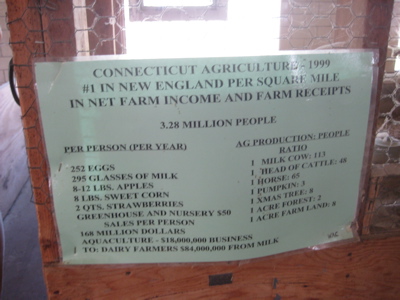 CONNECTICUT AGRICULTURE - 1999
#1 IN NEW ENGLAND PER SQUARE MILE
IN NET FARM INCOME AND FARM RECEIPTS
3.28 MILLION PEOPLE
PER PERSON (PER YEAR)
252 EGGS
295 GLASSES OF MILK
8-12 LBS. APPLES
8 LBS. SWEET CORN
2 QTS. STRAWBERRIES
GREENHOUSE AND NURSERY $50
SALES PER PERSON
168 MILLION DOLLARS
AQUACULTURE - $18,000,000 BUSINESS
TO: DAIRY FARMERS $84,000,000 FROM MILK
AG PRODUCTION: PEOPLE
RATIO
1 MILK COW: 113
1 HEAD OF CATTLE: 48
1 HORSE: 65
1 PUMPKIN: 3
1 XMAS TREE: 8
1 ACRE FOREST: 2
1 ACRE FARM LAND: 8